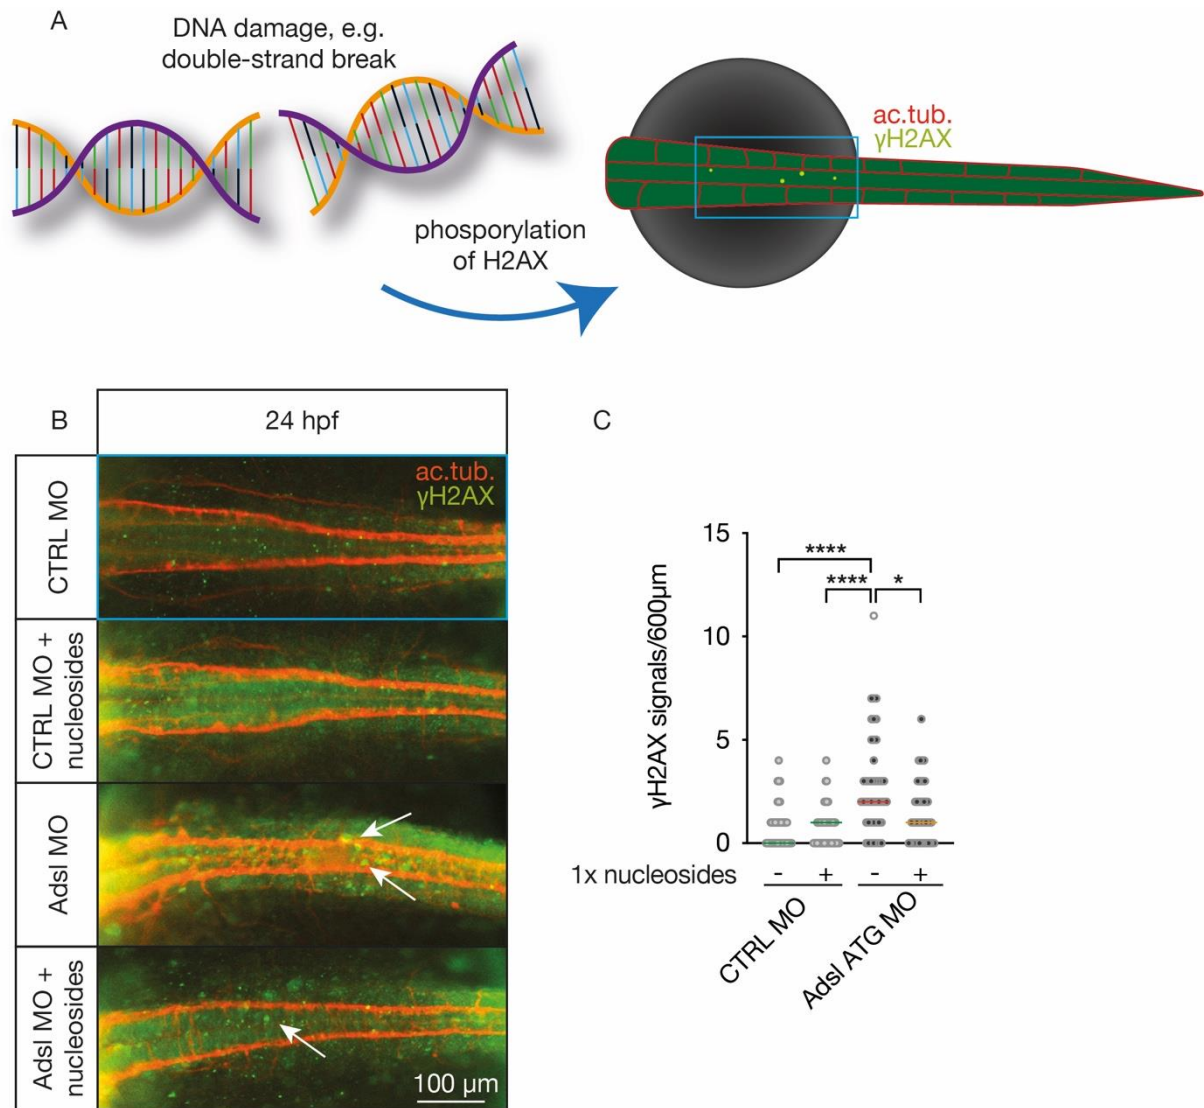 A
DNA damage, e.g.
double-strand break
ac.tub.
γH2AX
phosporylation
of H2AX
B
24 hpf
C
CTRL MO
ac.tub.
γH2AX
CTRL MO +
nucleosides
Adsl MO
Adsl MO +
nucleosides
100 μm
γH2AX signals/600μm
15
10
5
0
****
****
*
1x nucleosides
- + - +
CTRL MO
Adsl ATG MO